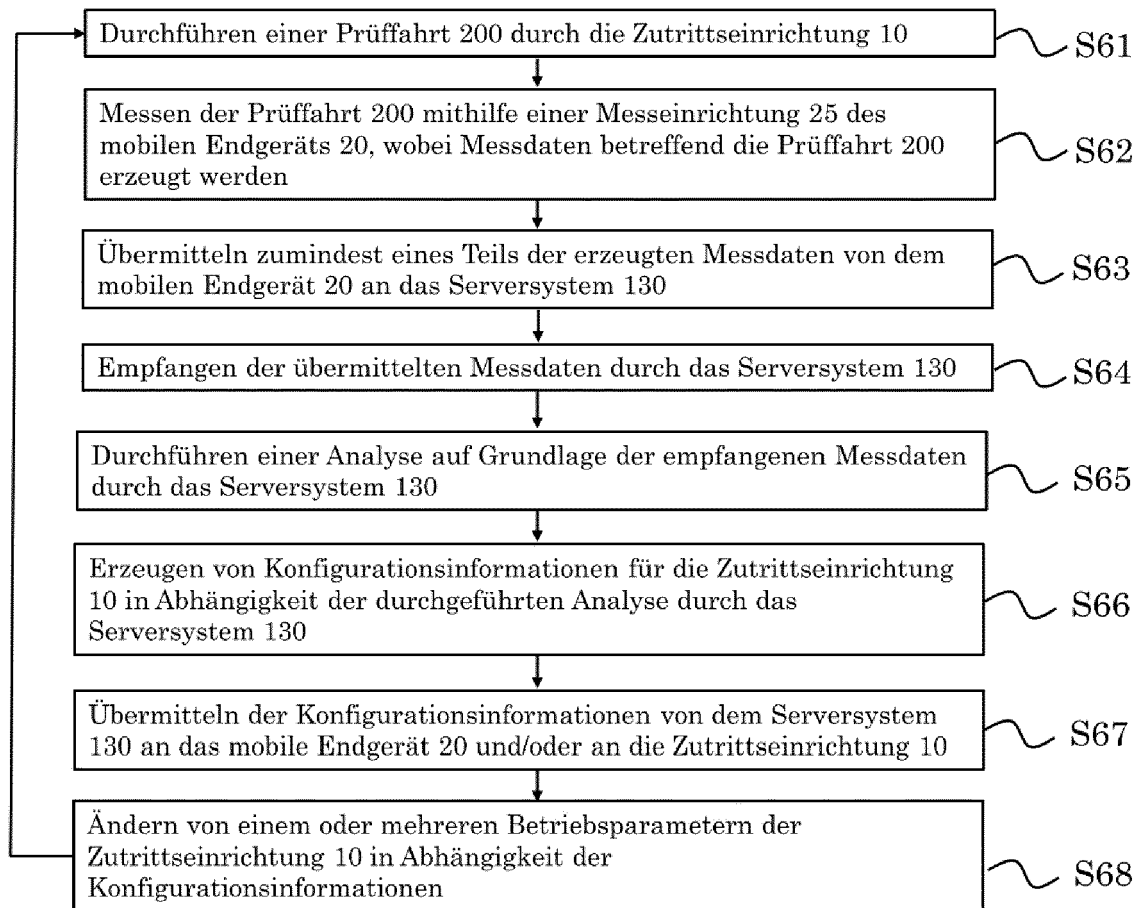 Durchführen einer Prüffahrt 200 durch die Zutrittseinrichtung 10
S61
Messen der Prüffahrt 200 mithilfe einer Messeinrichtung 25 des
mobilen Endgeräts 20, wobei Messdaten betreffend die Prüffahrt 200
erzeugt werden
S62
Übermitteln zumindest eines Teils der erzeugten Messdaten von dem
mobilen Endgerät 20 an das Serversystem 130
S63
Empfangen der übermittelten Messdaten durch das Serversystem 130
S64
Durchführen einer Analyse auf Grundlage der empfangenen Messdaten
durch das Serversystem 130
S65
Erzeugen von Konfigurationsinformationen für die Zutrittseinrichtung
10 in Abhängigkeit der durchgeführten Analyse durch das
Serversystem 130
S66
Übermitteln der Konfigurationsinformationen von dem Serversystem
130 an das mobile Endgerät 20 und/oder an die Zutrittseinrichtung 10
S67
Ändern von einem oder mehreren Betriebsparametern der
Zutrittseinrichtung 10 in Abhängigkeit der
Konfigurationsinformationen
S68